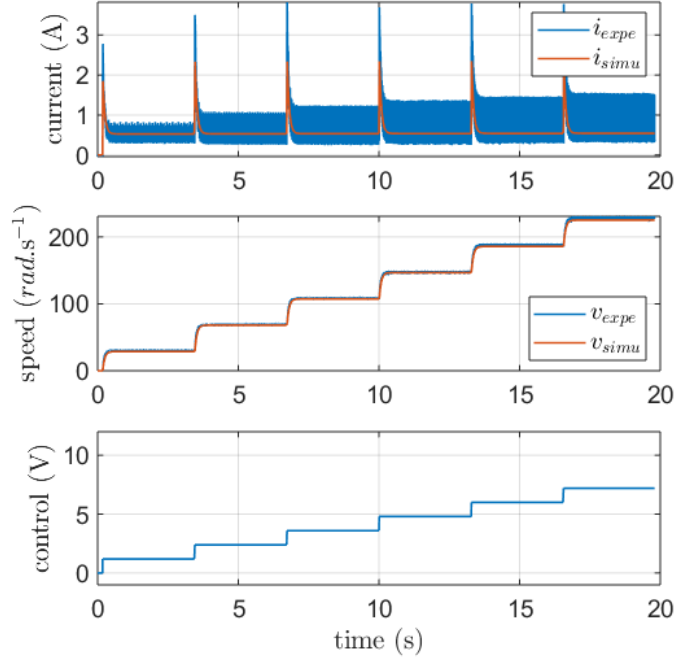 current (A)
3
2
1
0
i_expe
i_simu
0 5 10 15 20
speed (rad.s⁻¹)
200
100
0
v_expe
v_simu
0 5 10 15 20
control (V)
10
5
0
0 5 10 15 20
time (s)